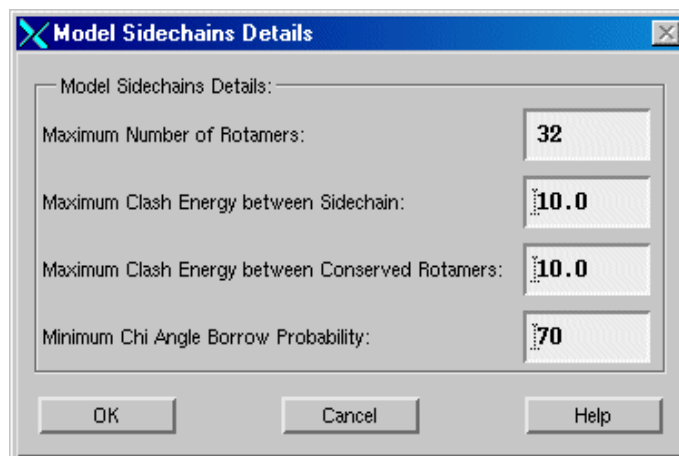 Model Sidechains Details
Model Sidechains Details:
Maximum Number of Rotamers: 32
Maximum Clash Energy between Sidechain: 10.0
Maximum Clash Energy between Conserved Rotamers: 10.0
Minimum Chi Angle Borrow Probability: 70
OK Cancel Help